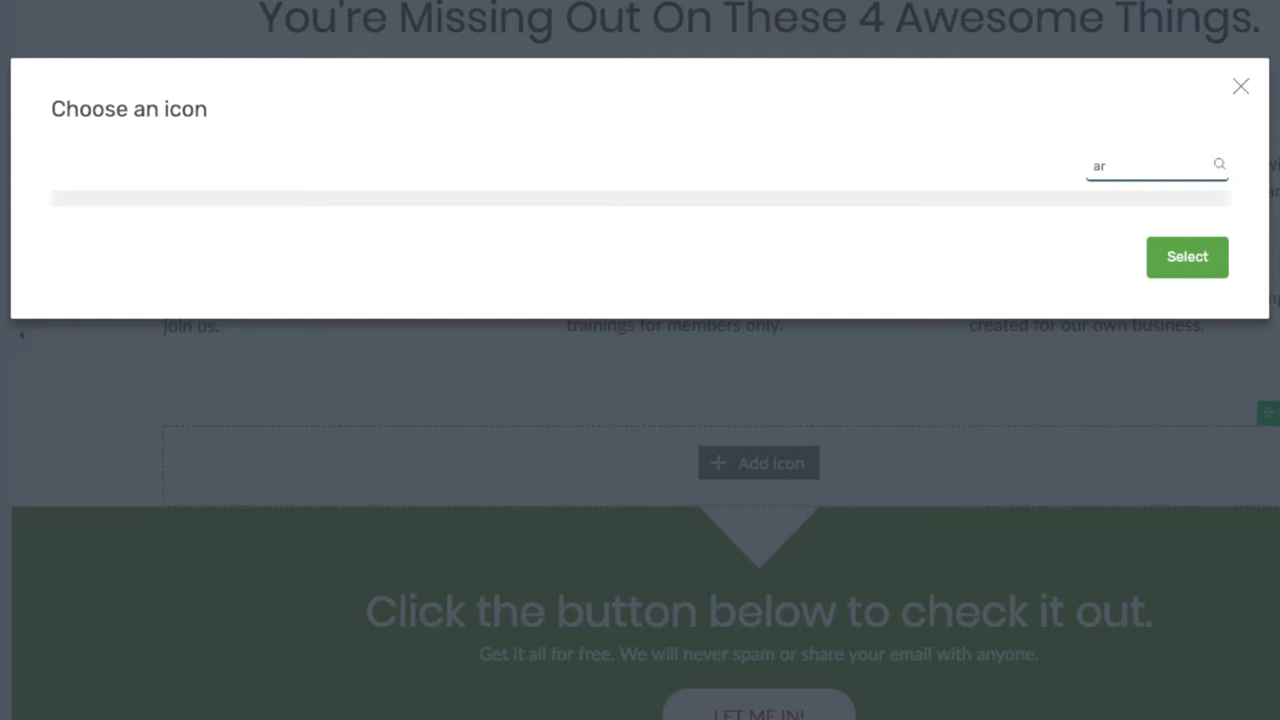 You're Missing Out On These 4 Awesome Things.
Choose an icon
ar
Select
join us.
trainings for members only.
created for our own business.
Add Icon
Click the button below to check it out.
Get it all for free. We will never spam or share your email with anyone.
LET ME IN!